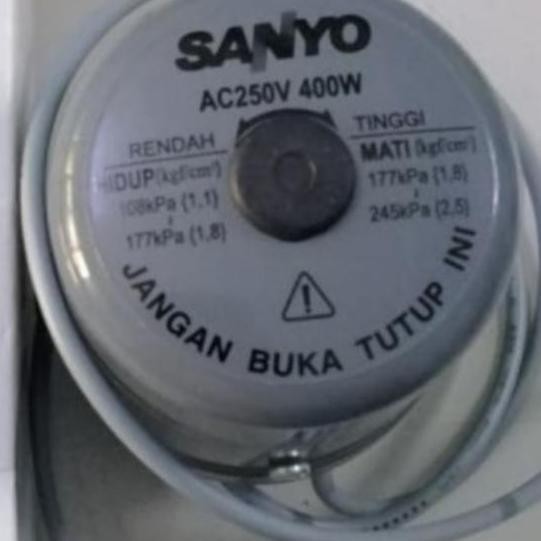 SANYO
AC250V 400W
RENDAH TINGGI
HIDUP (kgf/cm²) MATI (kgf/cm²)
108kPa {1,1} 177kPa {1,8}
177kPa {1,8} 245kPa {2,5}
JANGAN BUKA TUTUP INI